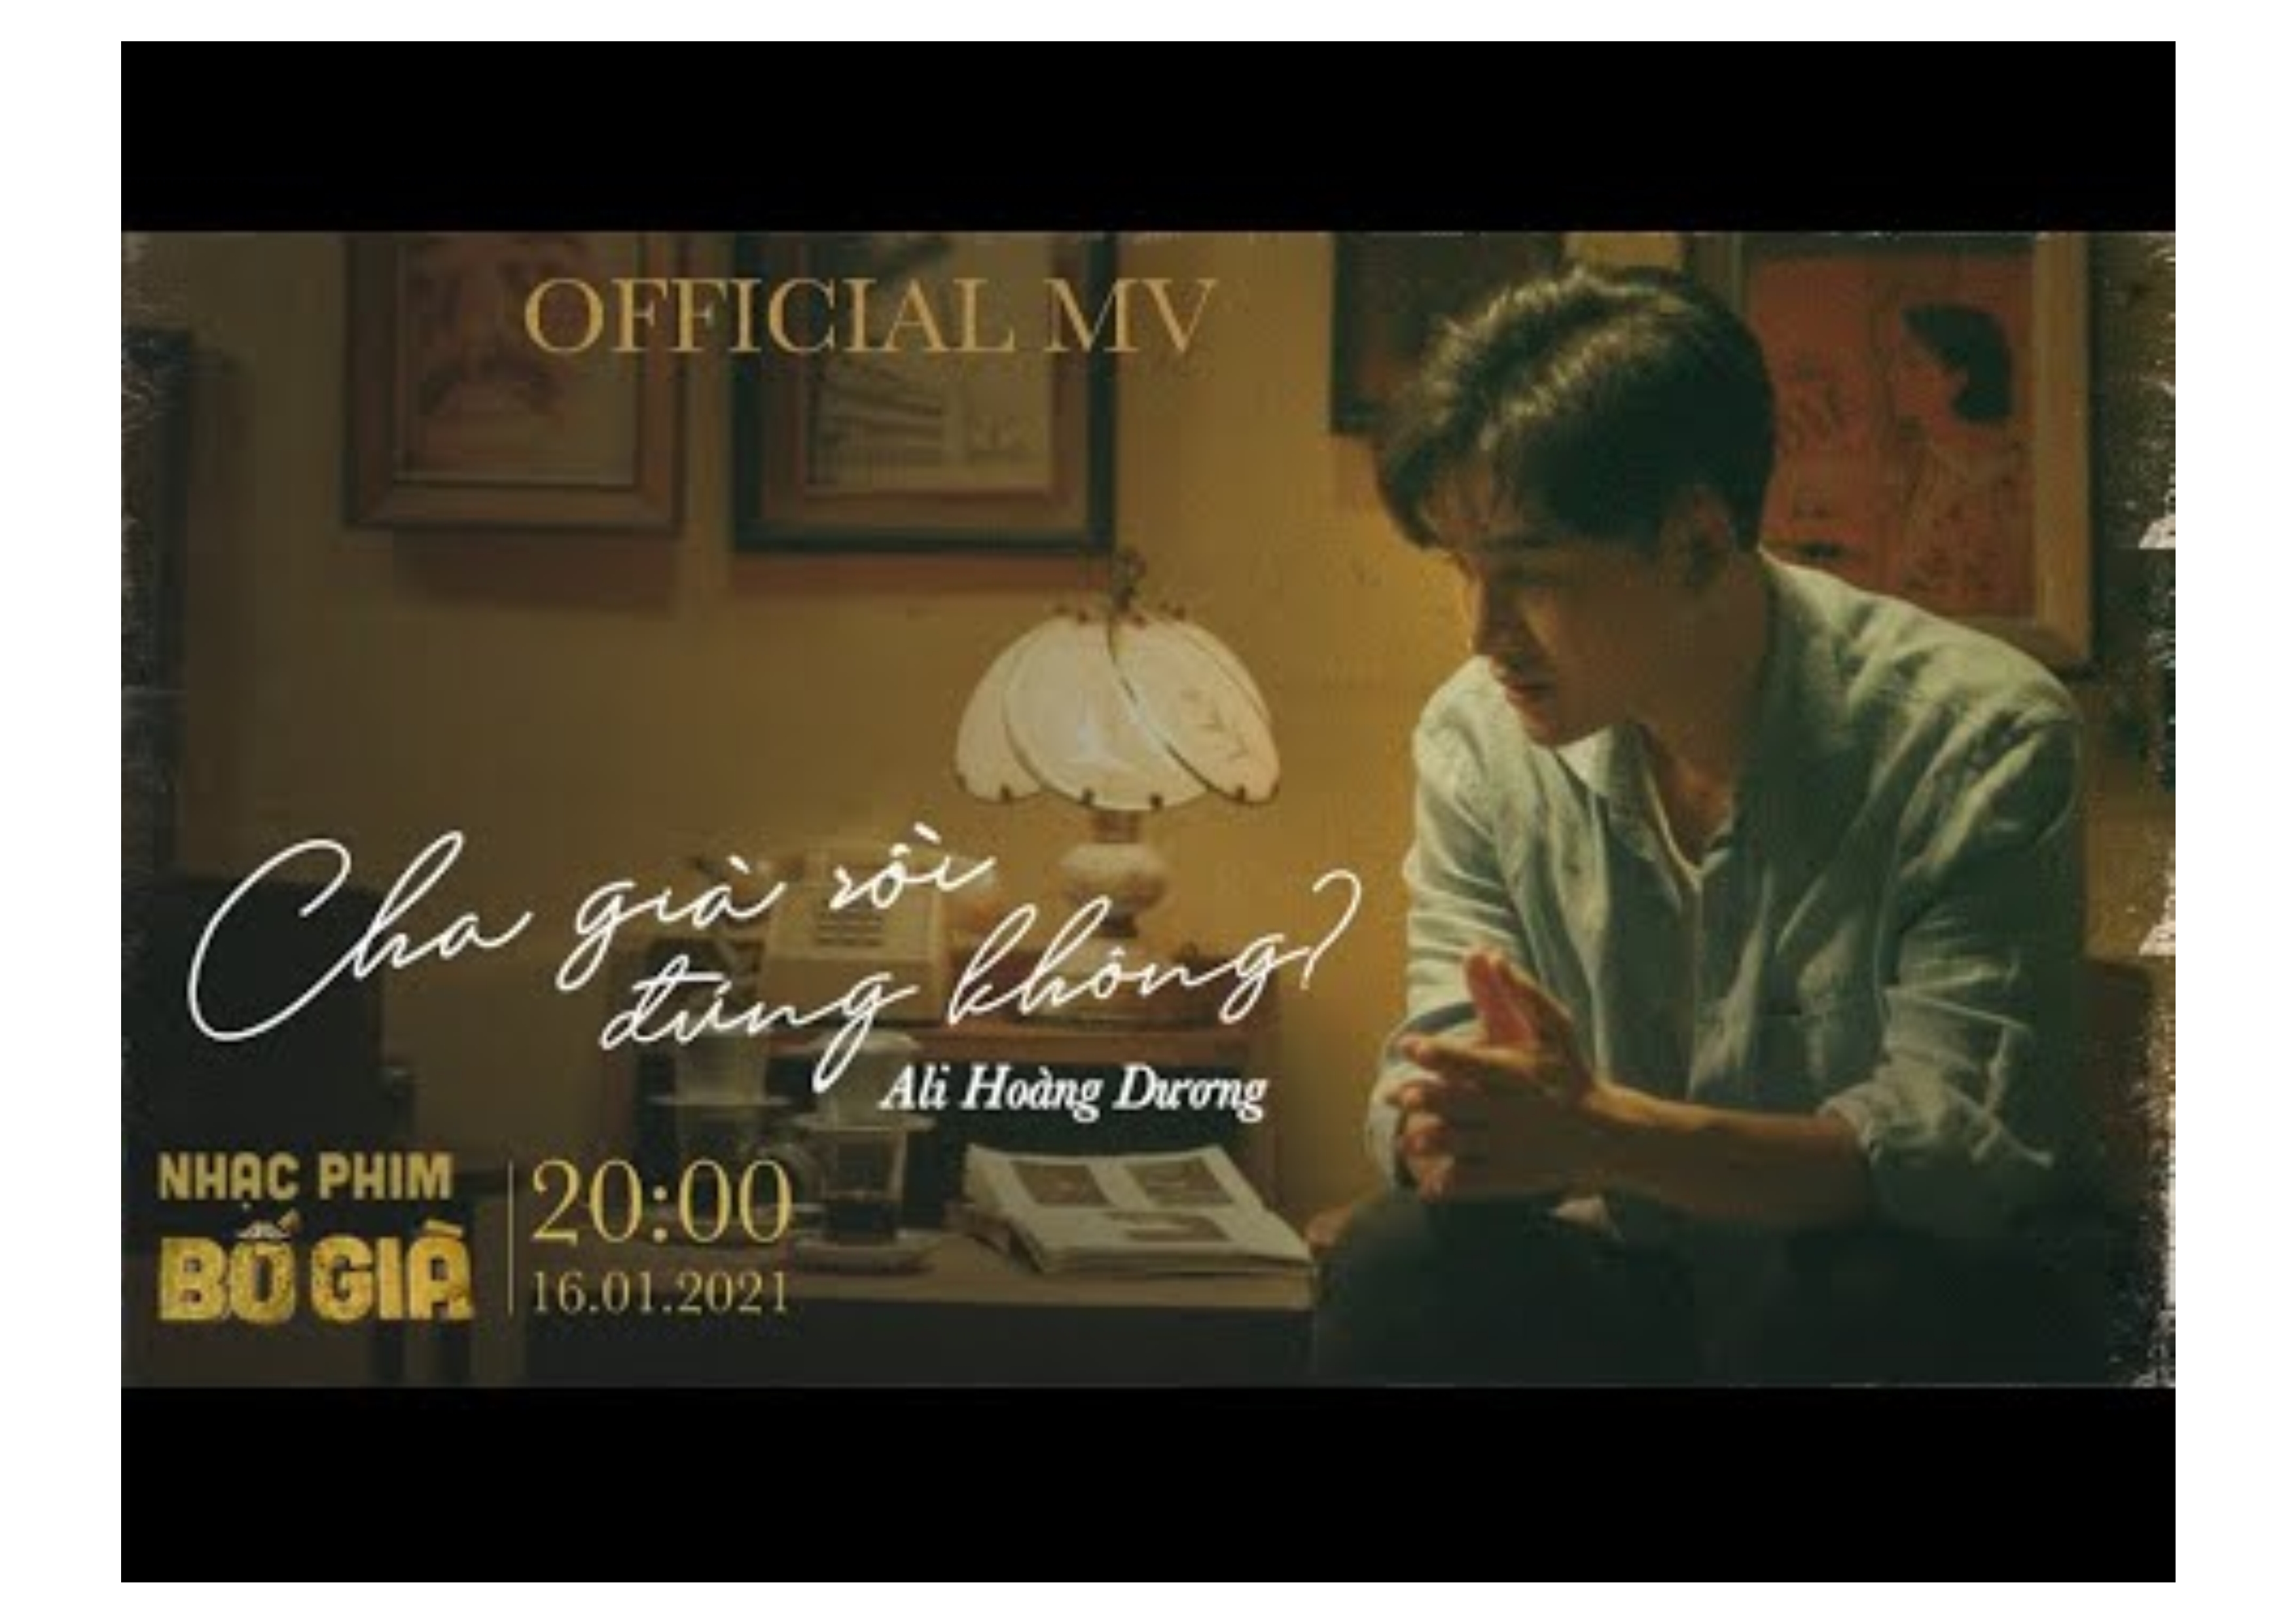 OFFICIAL MV
Cha già rồi
đúng không?
Ali Hoàng Dương
NHẠC PHIM
BỐ GIÀ
20:00
16.01.2021